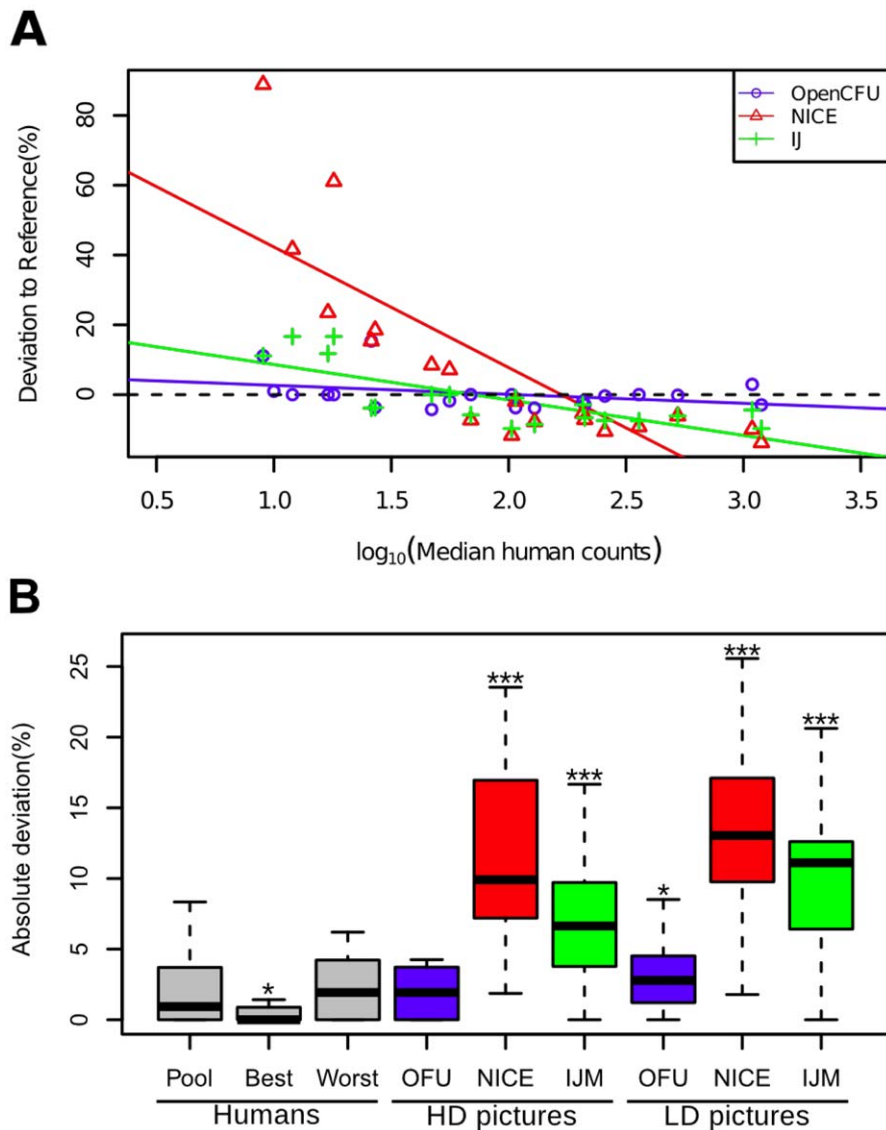 A
Deviation to Reference(%)
80
60
40
20
0
OpenCFU
NICE
IJ
0.5 1.0 1.5 2.0 2.5 3.0 3.5
log10(Median human counts)
B
Absolute deviation(%)
25
20
15
10
5
0
* *** *** * *** ***
Pool Best Worst OFU NICE IJM OFU NICE IJM
Humans HD pictures LD pictures